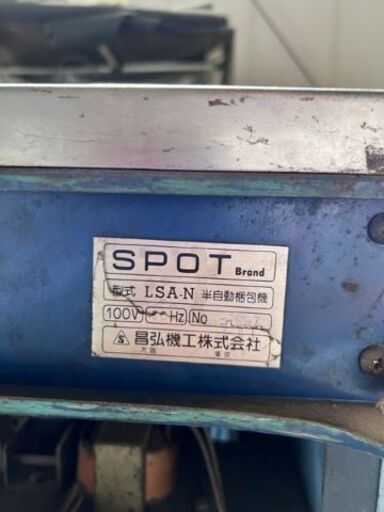 SPOT Brand
型式 LSA-N 半自動梱包機
100V Hz No
昌弘機工株式会社
大阪 東京